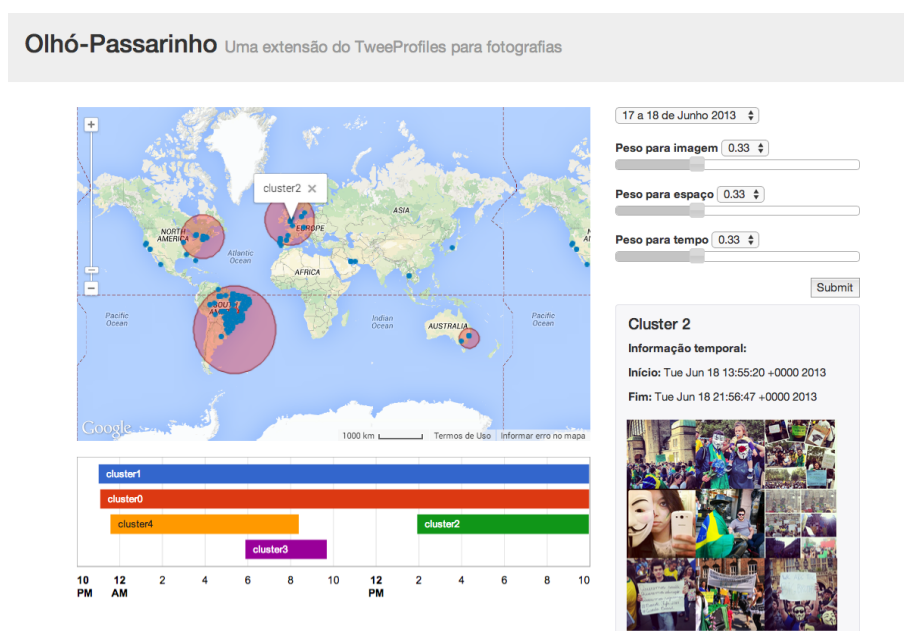 Olhó-Passarinho Uma extensão do TweeProfiles para fotografias
17 a 18 de Junho 2013
Peso para imagem 0.33
Peso para espaço 0.33
Peso para tempo 0.33
Submit
+
−
cluster2 ×
NORTH
AMERICA
Atlantic
Ocean
EUROPE
ASIA
AFRICA
SOUTH
AMERICA
Pacific
Ocean
Indian
Ocean
AUSTRALIA
Pacific
Ocean
Google
1000 km Termos de Uso Informar erro no mapa
cluster1
cluster0
cluster4 cluster2
cluster3
10 12 2 4 6 8 10 12 2 4 6 8 10
PM AM PM
Cluster 2
Informação temporal:
Início: Tue Jun 18 13:55:20 +0000 2013
Fim: Tue Jun 18 21:56:47 +0000 2013